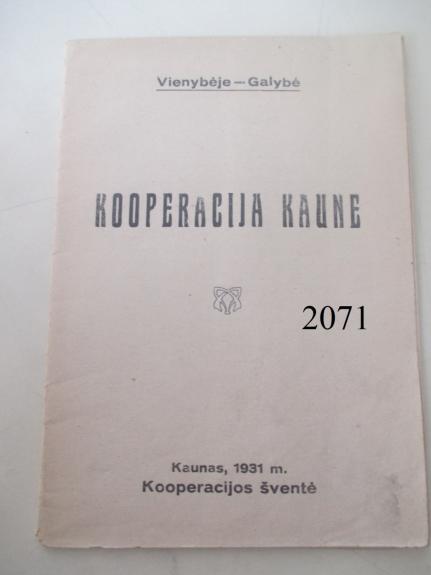 Vienybėje — Galybė
KOOPERACIJA KAUNE
2071
Kaunas, 1931 m.
Kooperacijos šventė